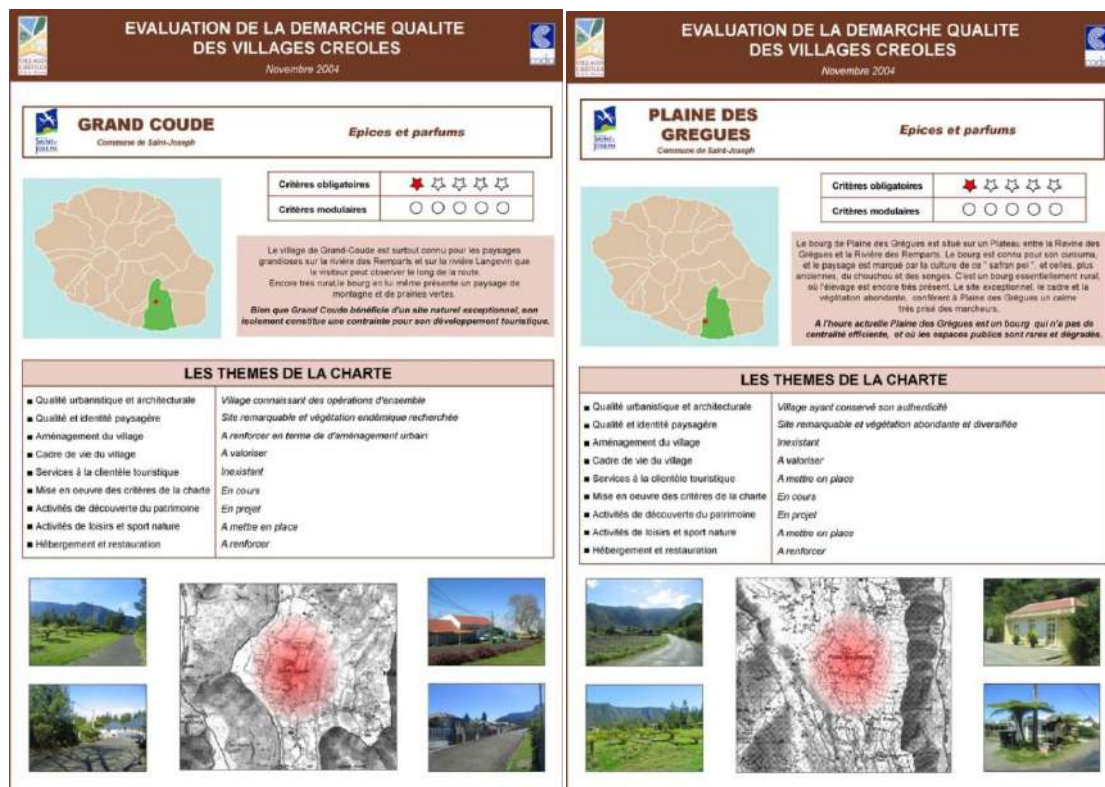 EVALUATION DE LA DEMARCHE QUALITE
DES VILLAGES CREOLES
Novembre 2004
GRAND COUDE
Commune de Saint-Joseph
Epices et parfums
Critères obligatoires
Critères modulaires
Le village de Grand-Coude est surtout connu pour les paysages
grandioses sur la rivière des Remparts et sur la rivière Langevin que
le visiteur peut observer le long de la route.
Encore très rural,le bourg en lui même présente un paysage de
montagne et de prairies vertes.
Bien que Grand Coude bénéficie d'un site naturel exceptionnel, son
isolement constitue une contrainte pour son développement touristique.
LES THEMES DE LA CHARTE
Qualité urbanistique et architecturale
Village connaissant des opérations d'ensemble
Qualité et identité paysagère
Site remarquable et végétation endémique recherchée
Aménagement du village
A renforcer en terme de d'aménagement urbain
Cadre de vie du village
A valoriser
Services à la clientèle touristique
Inexistant
Mise en oeuvre des critères de la charte
En cours
Activités de découverte du patrimoine
En projet
Activités de loisirs et sport nature
A mettre en place
Hébergement et restauration
A renforcer
EVALUATION DE LA DEMARCHE QUALITE
DES VILLAGES CREOLES
Novembre 2004
PLAINE DES
GREGUES
Commune de Saint-Joseph
Epices et parfums
Critères obligatoires
Critères modulaires
Le bourg de Plaine des Grègues est situé sur un Plateau entre la Ravine des
Grègues et la Rivière des Remparts. Le bourg est connu pour son curcuma,
et le paysage est marqué par la culture de ce " safran péi ", et celles, plus
anciennes, du chouchou et des songes. C'est un bourg essentiellement rural,
où l'élevage est encore très présent. Le site exceptionnel, le cadre et la
végétation abondante, confèrent à Plaine des Grègues un calme
très prisé des marcheurs.
A l'heure actuelle Plaine des Grègues est un bourg qui n'a pas de
centralité efficiente, et où les espaces publics sont rares et dégradés.
LES THEMES DE LA CHARTE
Qualité urbanistique et architecturale
Village ayant conservé son authenticité
Qualité et identité paysagère
Site remarquable et végétation abondante et diversifiée
Aménagement du village
Inexistant
Cadre de vie du village
A valoriser
Services à la clientèle touristique
A mettre en place
Mise en oeuvre des critères de la charte
En cours
Activités de découverte du patrimoine
En projet
Activités de loisirs et sport nature
A mettre en place
Hébergement et restauration
A renforcer